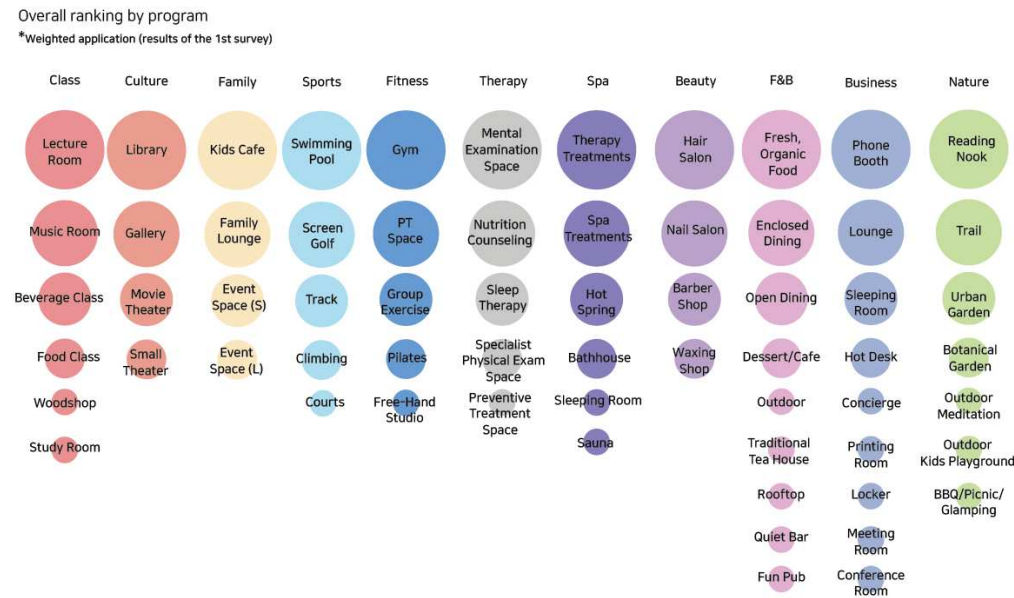 Overall ranking by program
*Weighted application (results of the 1st survey)
Class Culture Family Sports Fitness Therapy Spa Beauty F&B Business Nature
Lecture
Room
Library
Kids Cafe
Swimming
Pool
Gym
Mental
Examination
Space
Therapy
Treatments
Hair
Salon
Fresh,
Organic
Food
Phone
Booth
Reading
Nook
Music Room
Gallery
Family
Lounge
Screen
Golf
PT
Space
Nutrition
Counseling
Spa
Treatments
Nail Salon
Enclosed
Dining
Lounge
Trail
Beverage Class
Movie
Theater
Event
Space (S)
Track
Group
Exercise
Sleep
Therapy
Hot
Spring
Barber
Shop
Open Dining
Sleeping
Room
Urban
Garden
Food Class
Small
Theater
Event
Space (L)
Climbing
Pilates
Specialist
Physical Exam
Space
Bathhouse
Waxing
Shop
Dessert/Cafe
Hot Desk
Botanical
Garden
Woodshop
Courts
Free-Hand
Studio
Preventive
Treatment
Space
Sleeping Room
Outdoor
Concierge
Outdoor
Meditation
Study Room
Sauna
Traditional
Tea House
Printing
Room
Outdoor
Kids Playground
Rooftop
Locker
BBQ/Picnic/
Glamping
Quiet Bar
Meeting
Room
Fun Pub
Conference
Room